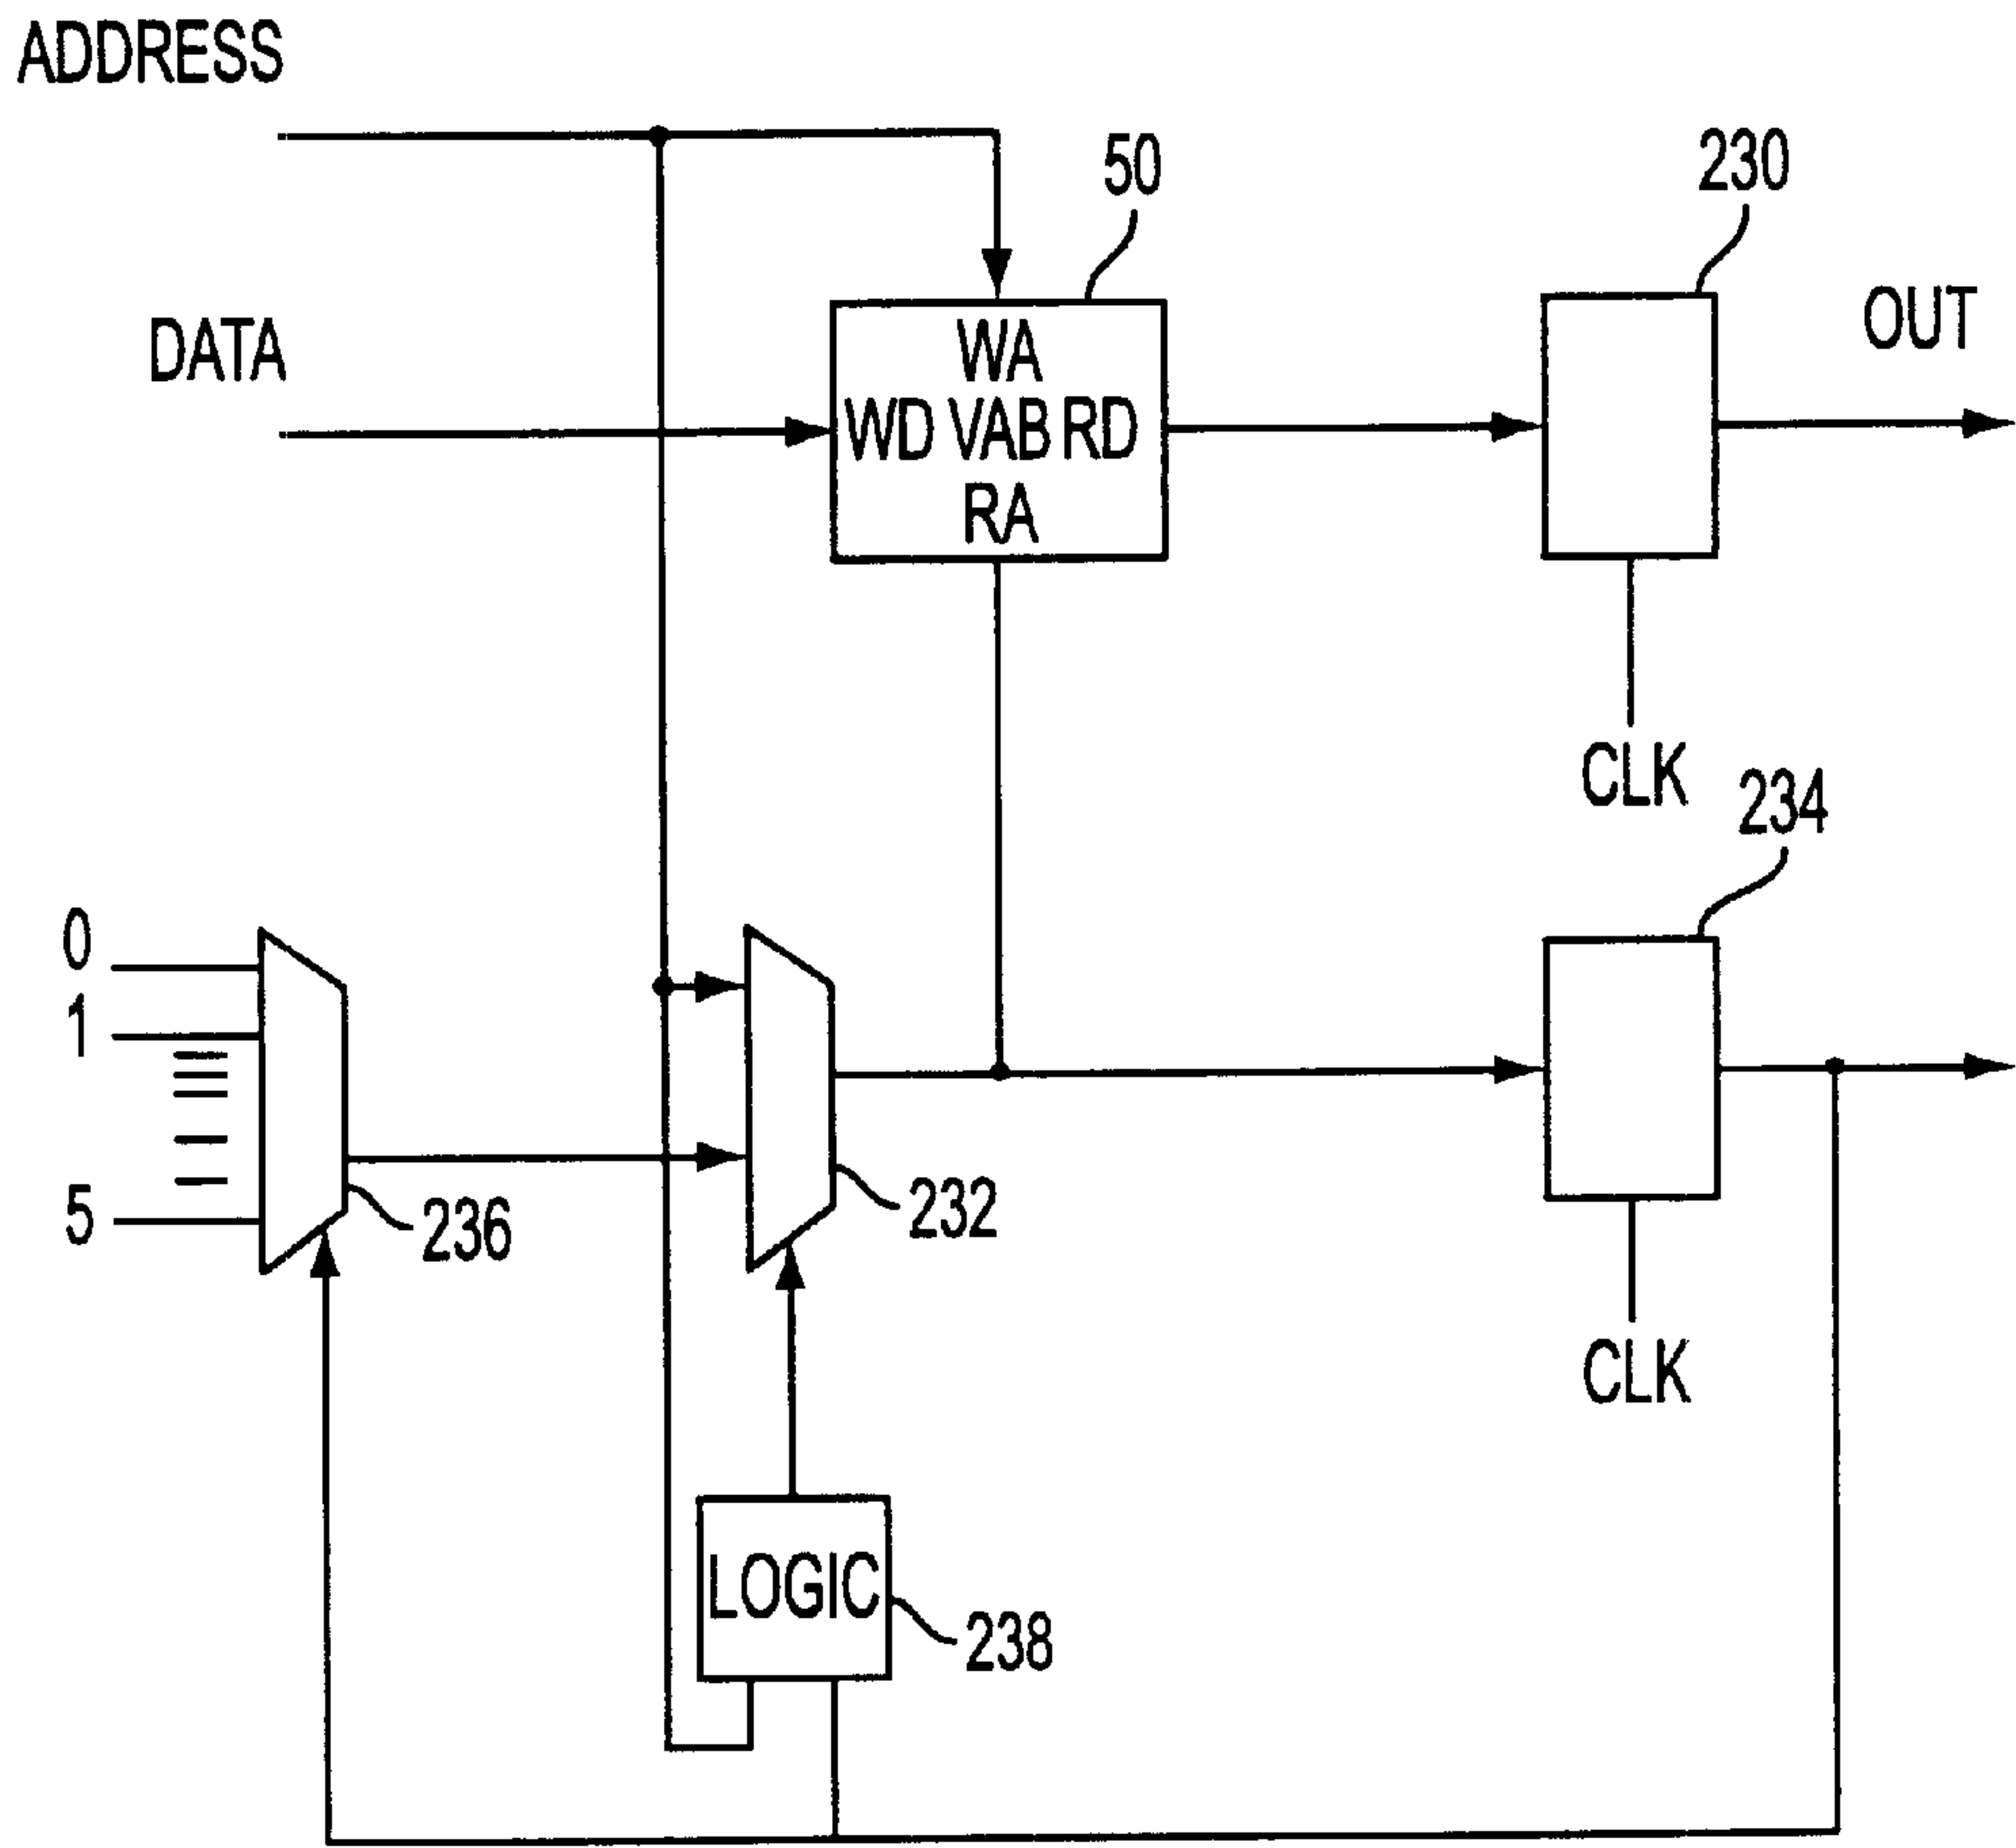 ADDRESS
50
230
DATA
OUT
WA
WD VAB RD
RA
CLK
234
0
1
5
236
232
CLK
LOGIC
238